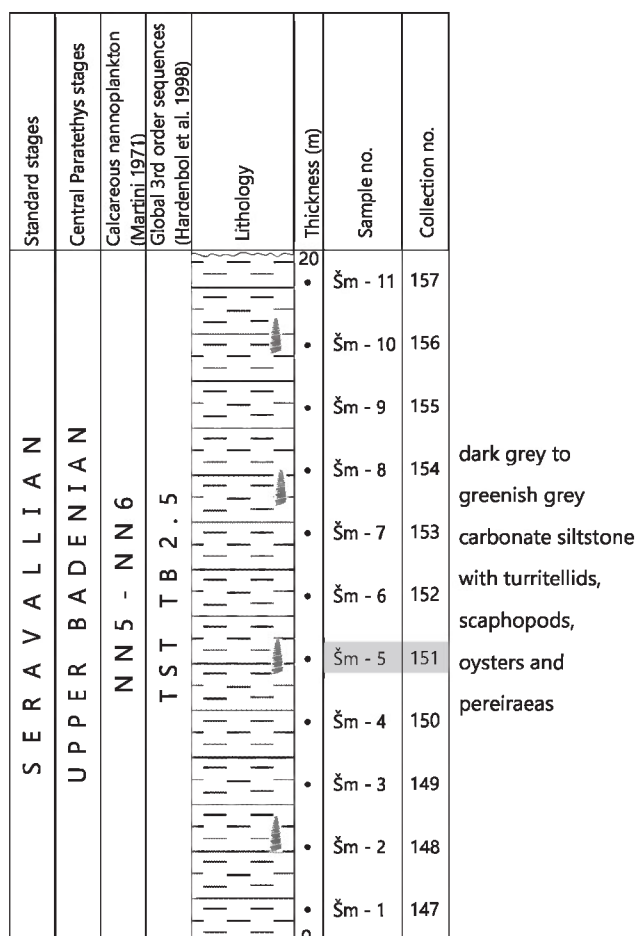 Standard stages
Central Paratethys stages
Calcareous nannoplankton
(Martini 1971)
Global 3rd order sequences
(Hardenbol et al. 1998)
Lithology
Thickness (m)
Sample no.
Collection no.
SERAVALLIAN
UPPER BADENIAN
NN5 - NN6
TST TB 2.5
20
Šm - 11 157
Šm - 10 156
Šm - 9 155
Šm - 8 154
Šm - 7 153
Šm - 6 152
Šm - 5 151
Šm - 4 150
Šm - 3 149
Šm - 2 148
Šm - 1 147
0
dark grey to
greenish grey
carbonate siltstone
with turritellids,
scaphopods,
oysters and
pereiraeas